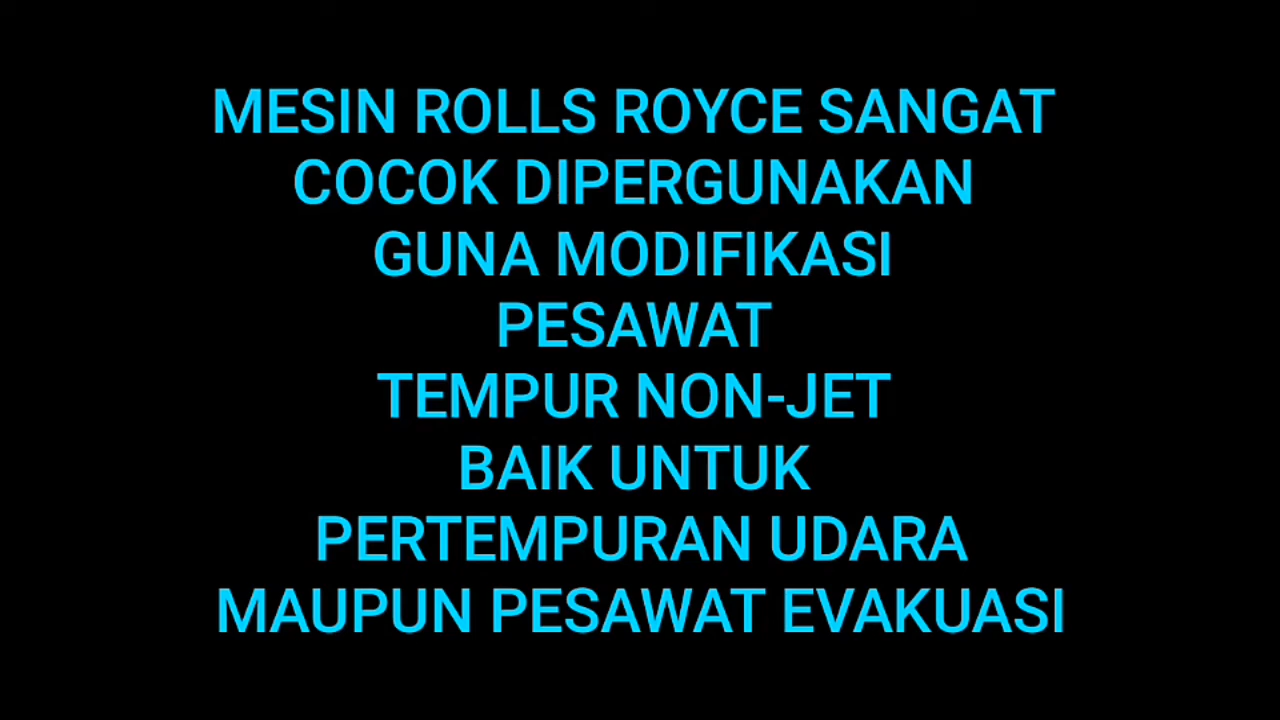 MESIN ROLLS ROYCE SANGAT
COCOK DIPERGUNAKAN
GUNA MODIFIKASI
PESAWAT
TEMPUR NON-JET
BAIK UNTUK
PERTEMPURAN UDARA
MAUPUN PESAWAT EVAKUASI